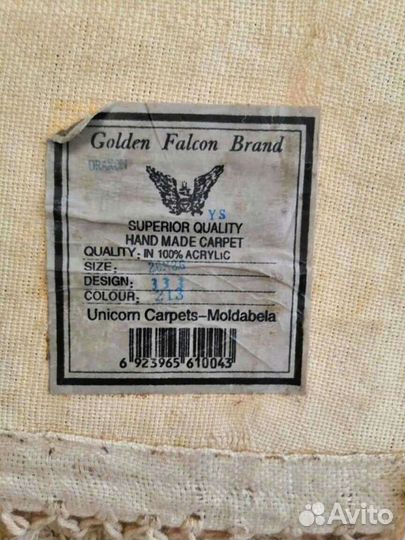 Golden Falcon Brand
YS
SUPERIOR QUALITY
HAND MADE CARPET
QUALITY: IN 100% ACRYLIC
SIZE:
DESIGN:
COLOUR: 213
Unicorn Carpets-Moldabela
6 923965 610043
Avito